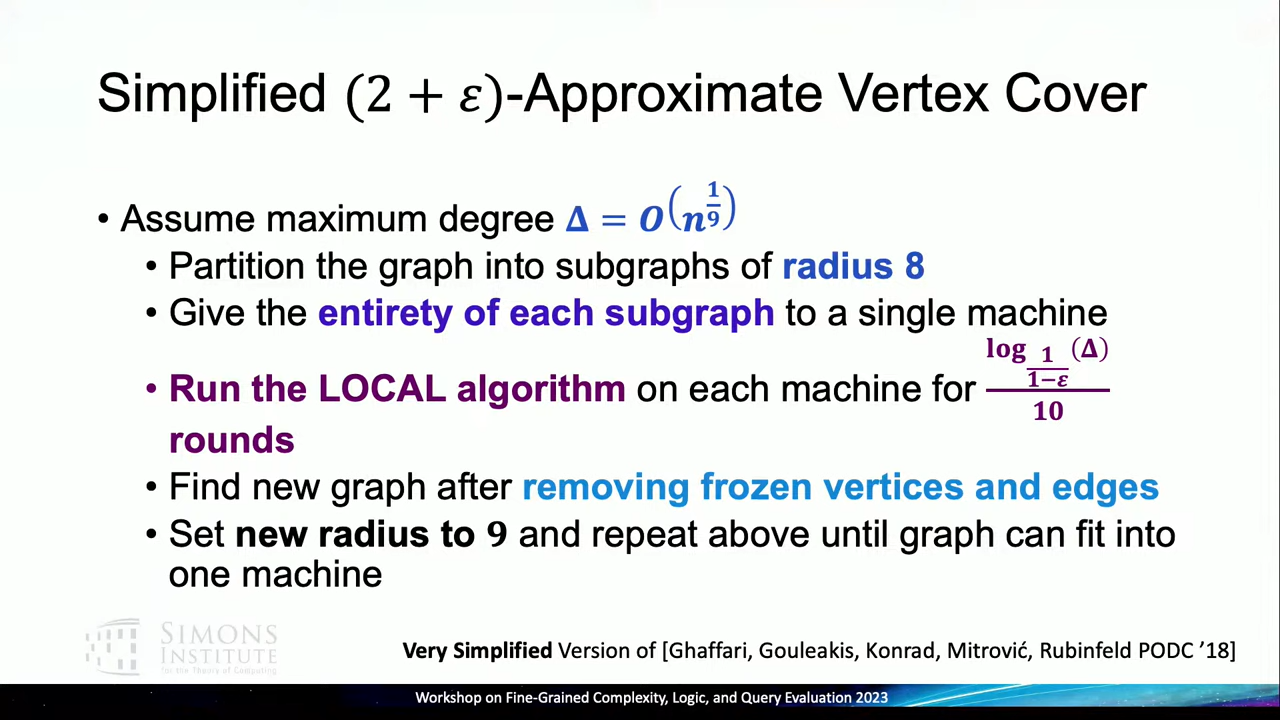 Simplified (2 + ε)-Approximate Vertex Cover
• Assume maximum degree Δ = O(n^{1/9})
• Partition the graph into subgraphs of radius 8
• Give the entirety of each subgraph to a single machine
• Run the LOCAL algorithm on each machine for \frac{\log_{\frac{1}{1-ε}}(Δ)}{10}
rounds
• Find new graph after removing frozen vertices and edges
• Set new radius to 9 and repeat above until graph can fit into
one machine
SIMONS
INSTITUTE
for the Theory of Computing
Very Simplified Version of [Ghaffari, Gouleakis, Konrad, Mitrović, Rubinfeld PODC ’18]
Workshop on Fine-Grained Complexity, Logic, and Query Evaluation 2023